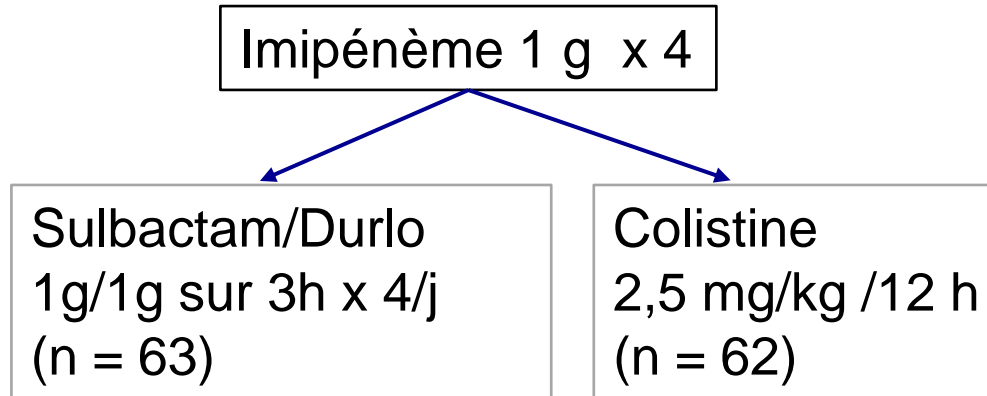 Imipénème 1 g x 4
Sulbactam/Durlo
1g/1g sur 3h x 4/j
(n = 63)
Colistine
2,5 mg/kg /12 h
(n = 62)